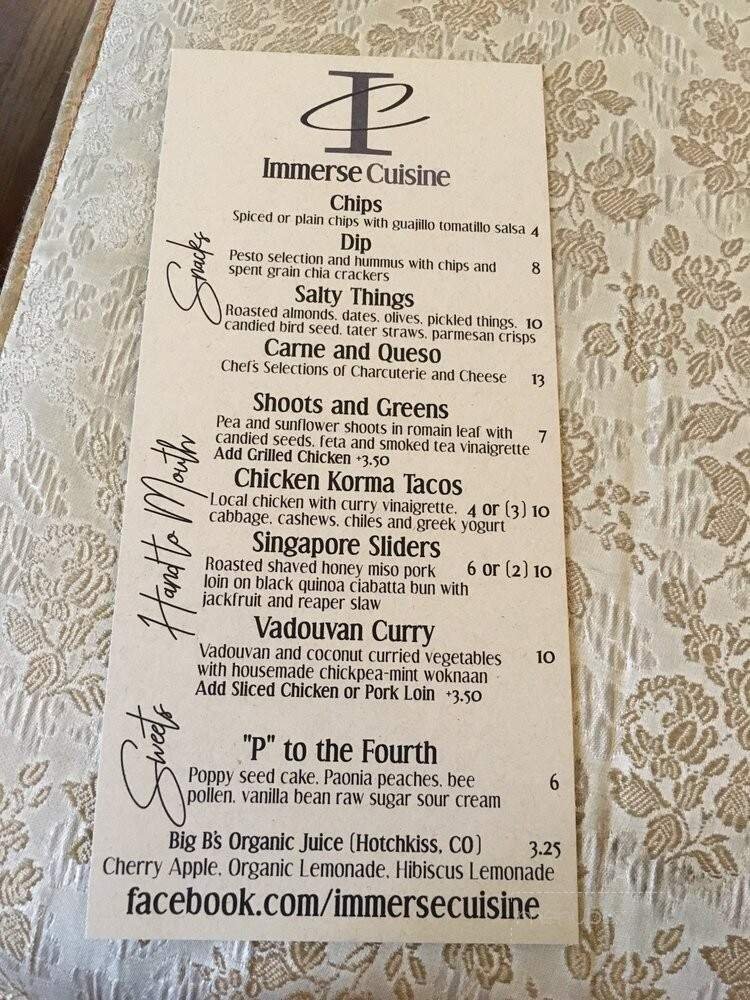 IC
Immerse Cuisine
Snacks
Chips
Spiced or plain chips with guajillo tomatillo salsa 4
Dip
Pesto selection and hummus with chips and 8
spent grain chia crackers
Salty Things
Roasted almonds, dates, olives, pickled things, 10
candied bird seed, tater straws, parmesan crisps
Carne and Queso
Chef's Selections of Charcuterie and Cheese 13
Hand to Mouth
Shoots and Greens
Pea and sunflower shoots in romain leaf with 7
candied seeds, feta and smoked tea vinaigrette
Add Grilled Chicken +3.50
Chicken Korma Tacos
Local chicken with curry vinaigrette, 4 or (3) 10
cabbage, cashews, chiles and greek yogurt
Singapore Sliders
Roasted shaved honey miso pork 6 or (2) 10
loin on black quinoa ciabatta bun with
jackfruit and reaper slaw
Vadouvan Curry
Vadouvan and coconut curried vegetables 10
with housemade chickpea-mint woknaan
Add Sliced Chicken or Pork Loin +3.50
Sweets
"P" to the Fourth
Poppy seed cake, Paonia peaches, bee 6
pollen, vanilla bean raw sugar sour cream
Big B's Organic Juice (Hotchkiss, CO) 3.25
Cherry Apple, Organic Lemonade, Hibiscus Lemonade
facebook.com/immersecuisine